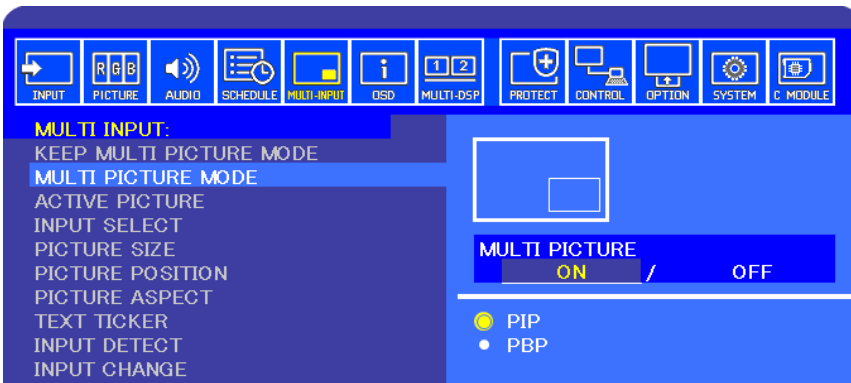 R G B
1 2
INPUT PICTURE AUDIO SCHEDULE MULTI-INPUT OSD MULTI-DSP PROTECT CONTROL OPTION SYSTEM C MODULE
MULTI INPUT:
KEEP MULTI PICTURE MODE
MULTI PICTURE MODE
ACTIVE PICTURE
INPUT SELECT
PICTURE SIZE
PICTURE POSITION
PICTURE ASPECT
TEXT TICKER
INPUT DETECT
INPUT CHANGE
MULTI PICTURE
ON / OFF
PIP
PBP